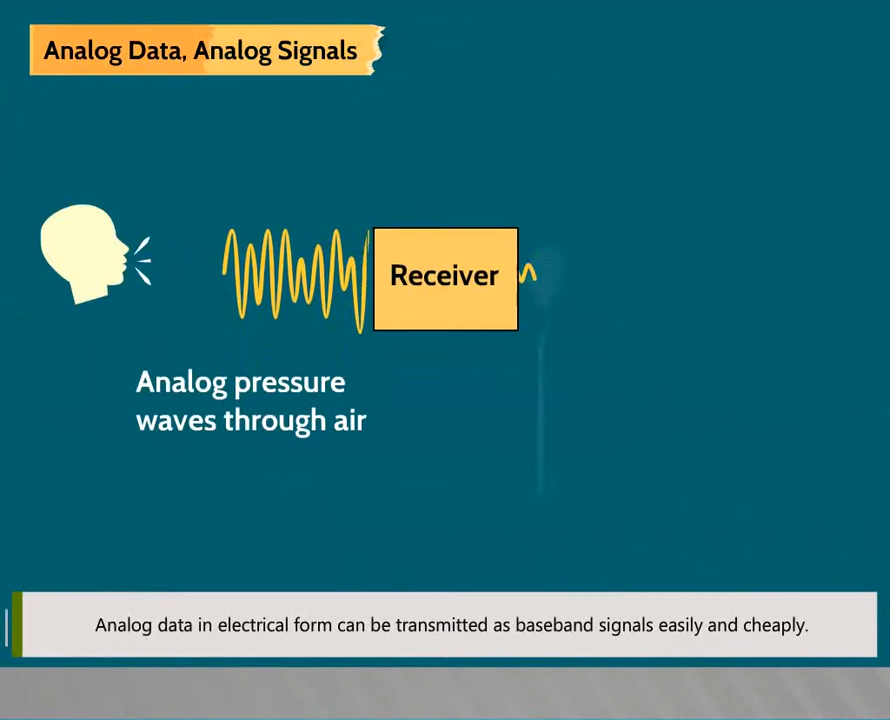 Analog Data, Analog Signals
Receiver
Analog pressure
waves through air
Analog data in electrical form can be transmitted as baseband signals easily and cheaply.